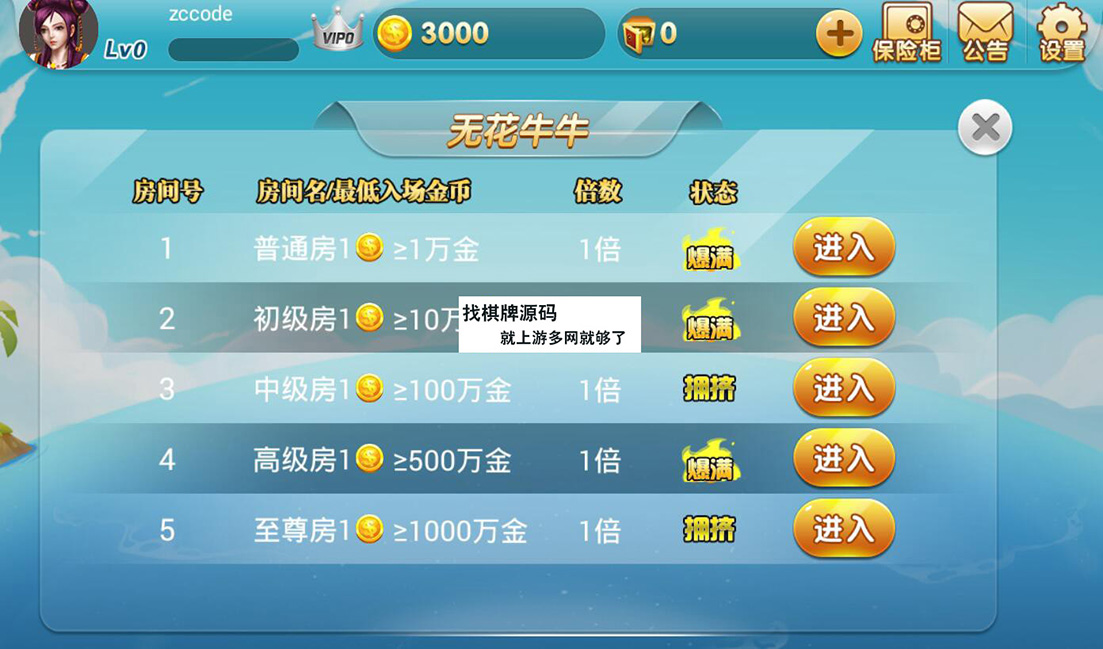 zccode
Lv0
VIP0
3000
0
保险柜
公告
设置
无花牛牛
房间号 房间名/最低入场金币 倍数 状态
1 普通房1 ≥1万金 1倍 爆满 进入
2 初级房1 ≥10万 爆满 进入
找棋牌源码
就上游多网就够了
3 中级房1 ≥100万金 1倍 拥挤 进入
4 高级房1 ≥500万金 1倍 爆满 进入
5 至尊房1 ≥1000万金 1倍 拥挤 进入